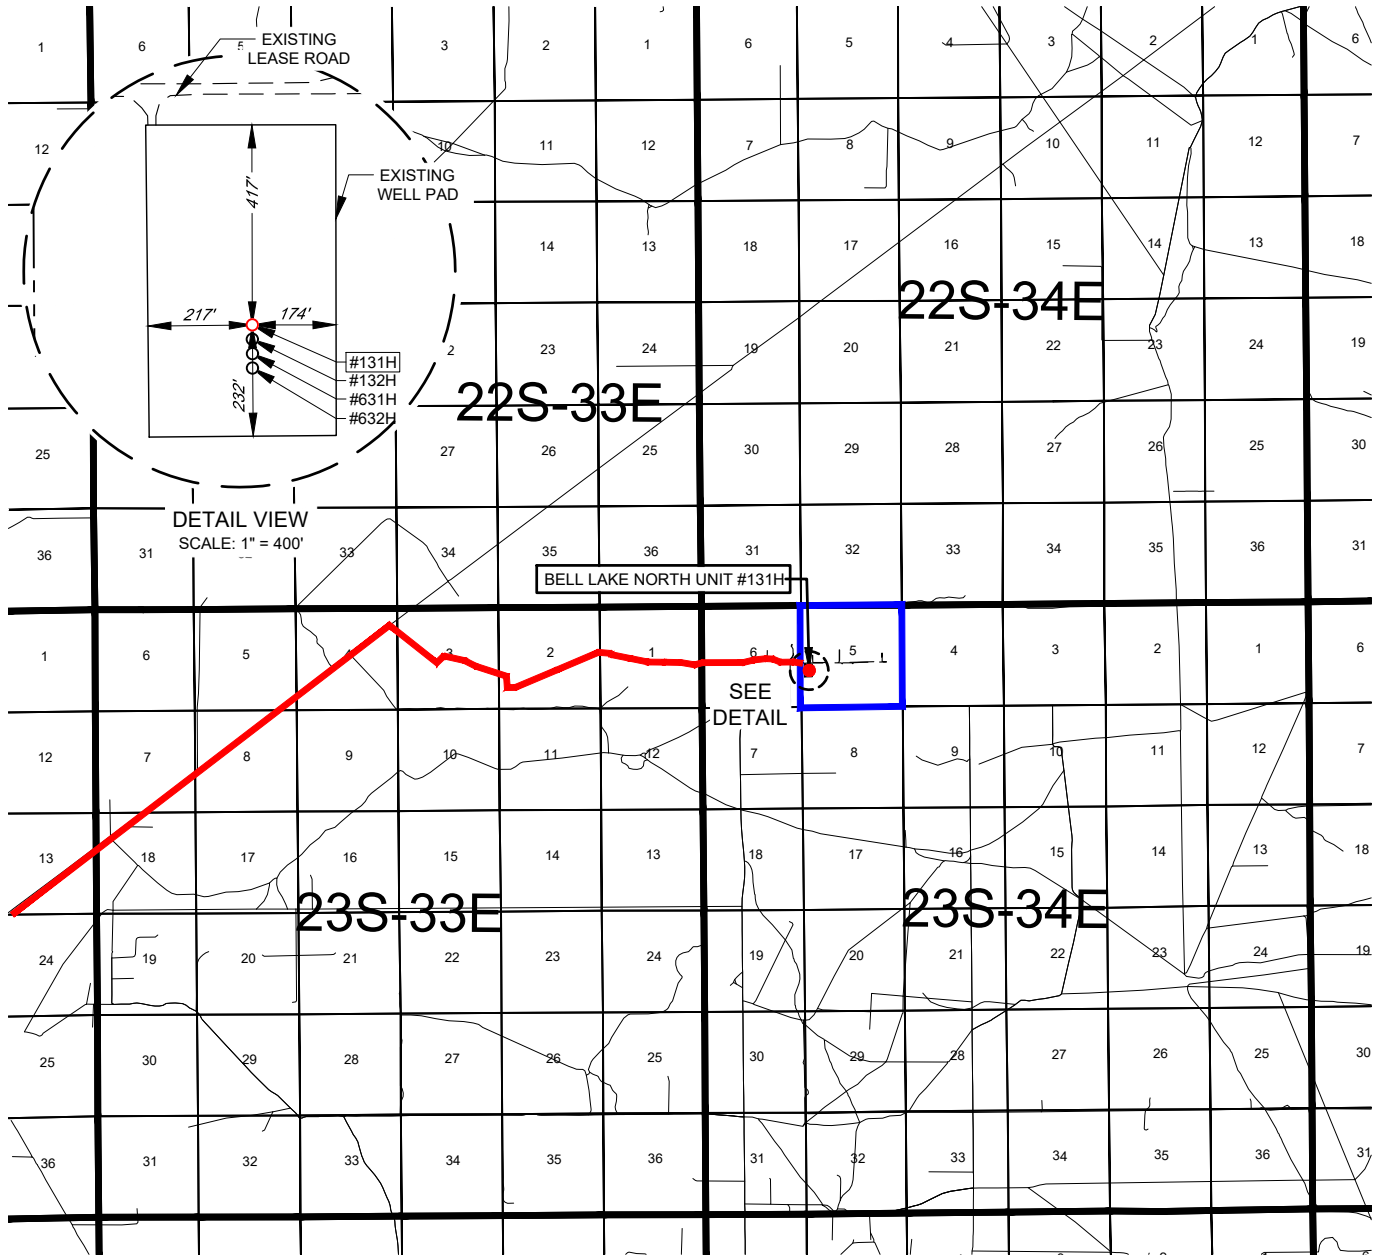 1 6 5 3 2 1 6 5 4 3 2 1 6
EXISTING
LEASE ROAD
12 10 11 12 7 8 9 10 11 12 7
417'
EXISTING
WELL PAD
14 13 18 17 16 15 14 13 18
22S-34E
217' 174'
#131H
#132H
#631H
#632H
232'
2 23 24 19 20 21 22 23 24 19
22S-33E
25 27 26 25 30 29 28 27 26 25 30
DETAIL VIEW
SCALE: 1" = 400'
36 31 33 34 35 36 31 32 33 34 35 36 31
BELL LAKE NORTH UNIT #131H
1 6 5 4 3 2 1 6 5 4 3 2 1 6
SEE
DETAIL
12 7 8 9 10 11 12 7 8 9 10 11 12 7
13 18 17 16 15 14 13 18 17 16 15 14 13 18
23S-33E 23S-34E
24 19 20 21 22 23 24 19 20 21 22 23 24 19
25 30 29 28 27 26 25 30 29 28 27 26 25 30
36 31 32 33 34 35 36 31 32 33 34 35 36 31